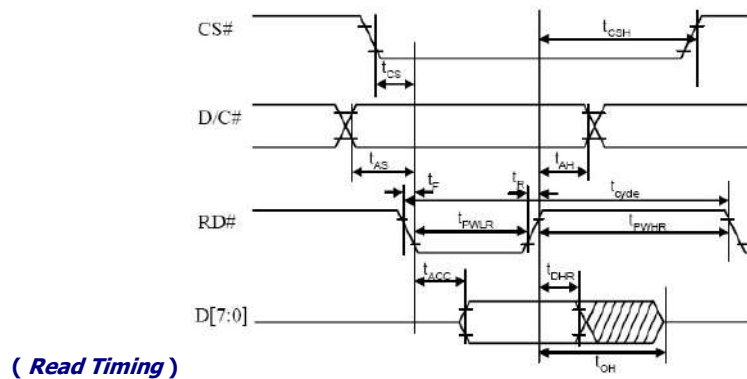 CS#
tCSH
tCS
D/C#
tAS
tF
tR
tAH
tcycle
RD#
tPWLR
tPWHR
tACC
tDHR
D[7:0]
tOH
( Read Timing )